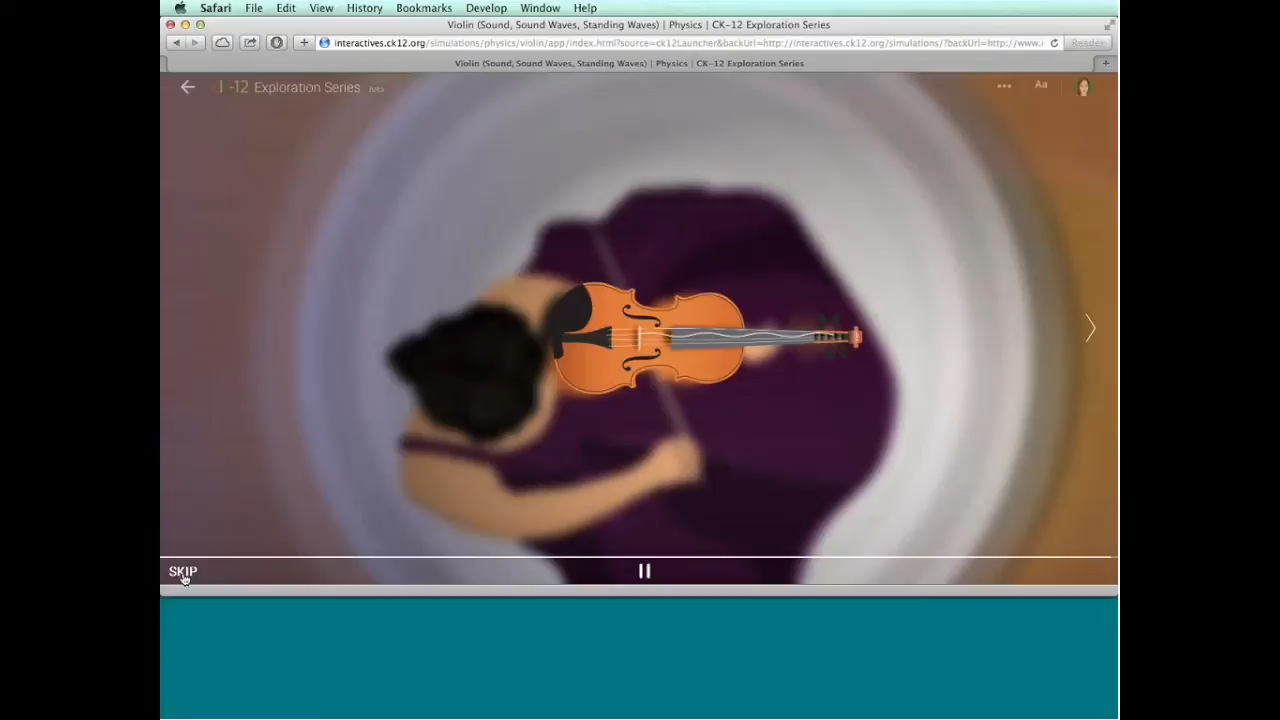 Safari File Edit View History Bookmarks Develop Window Help
Violin (Sound, Sound Waves, Standing Waves) | Physics | CK-12 Exploration Series
interactives.ck12.org/simulations/physics/violin/app/index.html?source=ck12Launcher&backUrl=http://interactives.ck12.org/simulations/?backUrl=http://www. Reader
Violin (Sound, Sound Waves, Standing Waves) | Physics | CK-12 Exploration Series
-12 Exploration Series Beta Aa
SKIP